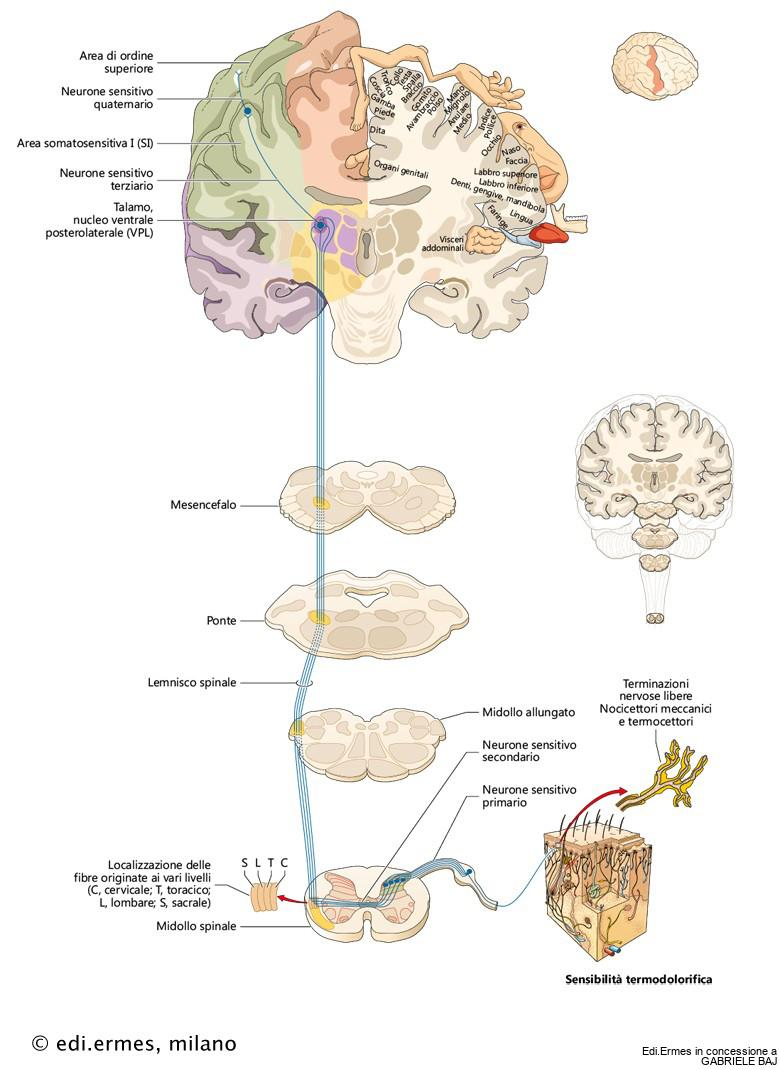 Area di ordine
superiore
Neurone sensitivo
quaternario
Area somatosensitiva I (SI)
Neurone sensitivo
terziario
Talamo,
nucleo ventrale
posterolaterale (VPL)
Dita
Piede
Gamba
Coscia
Tronco
Collo
Testa
Spalla
Braccio
Gomito
Avambraccio
Polso
Mano
Mignolo
Anulare
Medio
Indice
Pollice
Occhio
Naso
Faccia
Labbro superiore
Labbro inferiore
Denti, gengive, mandibola
Lingua
Faringe
Visceri
addominali
Organi genitali
Mesencefalo
Ponte
Lemnisco spinale
Midollo allungato
Neurone sensitivo
secondario
Neurone sensitivo
primario
Terminazioni
nervose libere
Nocicettori meccanici
e termocettori
Localizzazione delle
fibre originate ai vari livelli
(C, cervicale; T, toracico;
L, lombare; S, sacrale)
S L T C
Midollo spinale
Sensibilità termodolorifica
© edi.ermes, milano
Edi.Ermes in concessione a
GABRIELE BAJ